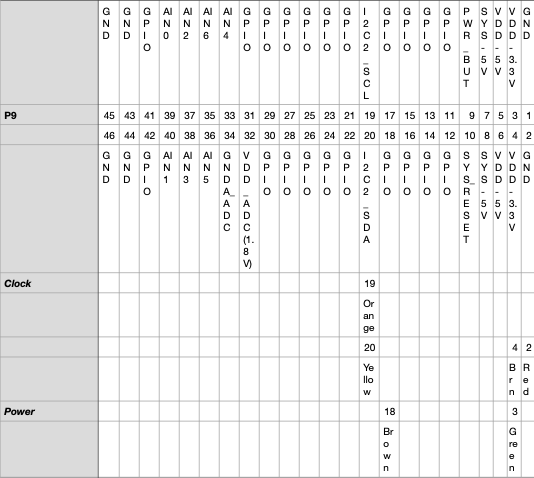 GND GND GPIO AIN0 AIN2 AIN6 AIN4 GPIO GPIO GPIO GPIO GPIO GPIO I2C2_SCL GPIO GPIO GPIO GPIO PWR_BUT SYS-5V VDD-5V VDD-3.3V GND
P9 45 43 41 39 37 35 33 31 29 27 25 23 21 19 17 15 13 11 9 7 5 3 1
46 44 42 40 38 36 34 32 30 28 26 24 22 20 18 16 14 12 10 8 6 4 2
GND GND GPIO AIN1 AIN3 AIN5 GNDA_ADC VDD_ADC(1.8V) GPIO GPIO GPIO GPIO GPIO I2C2_SDA GPIO GPIO GPIO GPIO SYS_RESET SYS-5V VDD-5V VDD-3.3V GND
Clock 19
Orange
20 4 2
Yellow Brn Red
Power 18 3
Brown Green